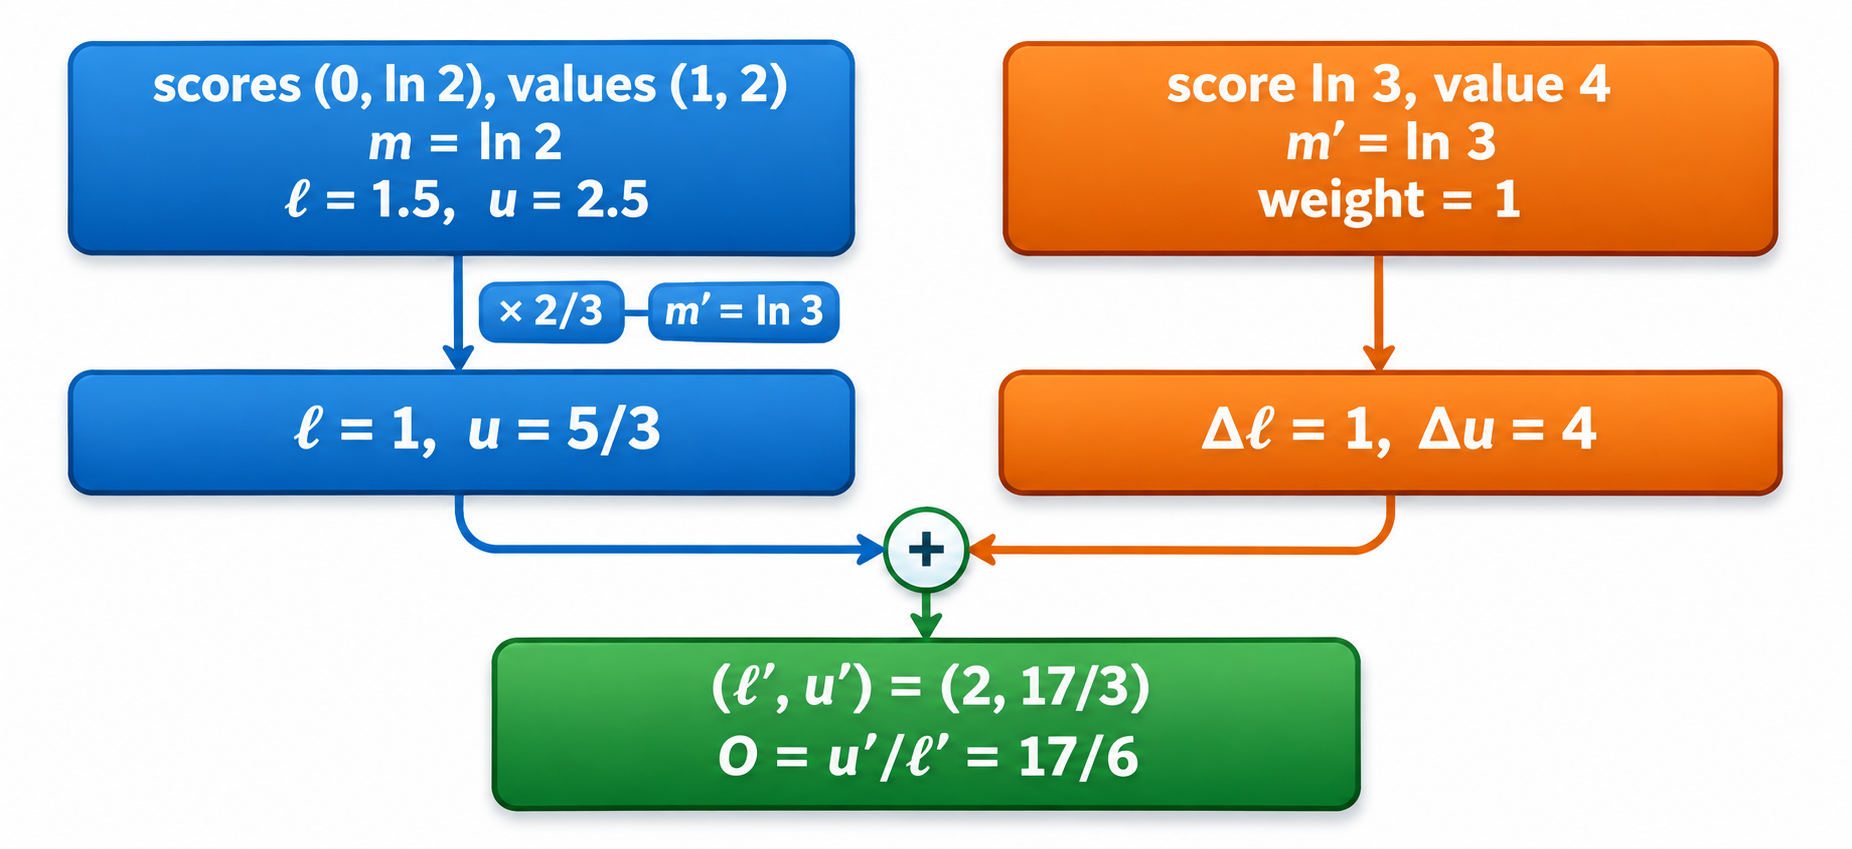 scores (0, ln 2), values (1, 2)
m = ln 2
ℓ = 1.5, u = 2.5
score ln 3, value 4
m′ = ln 3
weight = 1
× 2/3
m′ = ln 3
ℓ = 1, u = 5/3
Δℓ = 1, Δu = 4
+
(ℓ′, u′) = (2, 17/3)
O = u′/ℓ′ = 17/6